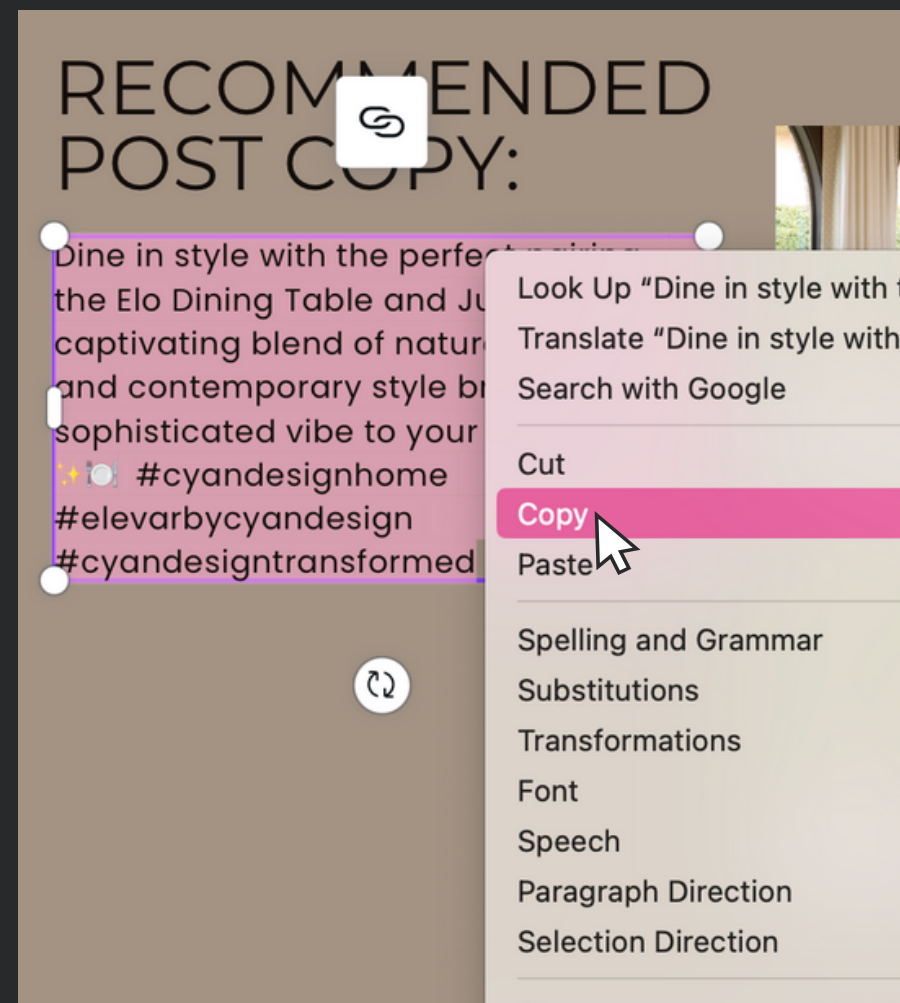 RECOMMENDED
POST COPY:
Dine in style with the perfect pairing
the Elo Dining Table and
captivating blend of
and contemporary style
sophisticated vibe to your
✨🍽️ #cyandesignhome
#elevarbycyandesign
#cyandesigntransformed
Look Up “Dine in style with
Translate “Dine in style with
Search with Google
Cut
Copy
Paste
Spelling and Grammar
Substitutions
Transformations
Font
Speech
Paragraph Direction
Selection Direction